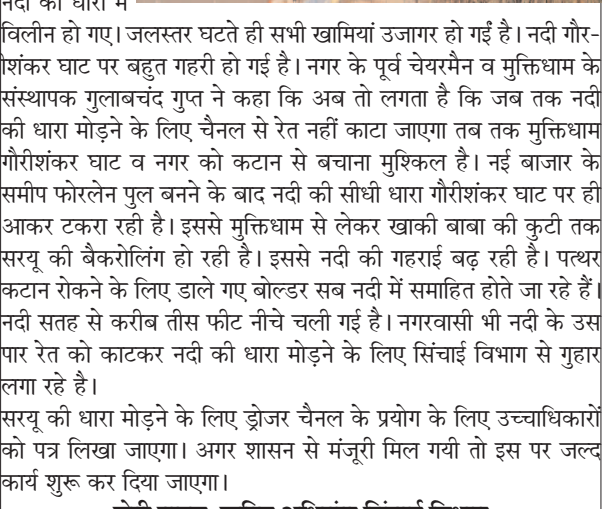 नदी की धारा में
विलीन हो गए। जलस्तर घटते ही सभी खामियां उजागर हो गईं है। नदी गौर-
ीशंकर घाट पर बहुत गहरी हो गई है। नगर के पूर्व चेयरमैन व मुक्तिधाम के
संस्थापक गुलाबचंद गुप्त ने कहा कि अब तो लगता है कि जब तक नदी
की धारा मोड़ने के लिए चैनल से रेत नहीं काटा जाएगा तब तक मुक्तिधाम
गौरीशंकर घाट व नगर को कटान से बचाना मुश्किल है। नई बाजार के
समीप फोरलेन पुल बनने के बाद नदी की सीधी धारा गौरीशंकर घाट पर ही
आकर टकरा रही है। इससे मुक्तिधाम से लेकर खाकी बाबा की कुटी तक
सरयू की बैकरोलिंग हो रही है। इससे नदी की गहराई बढ़ रही है। पत्थर
कटान रोकने के लिए डाले गए बोल्डर सब नदी में समाहित होते जा रहे हैं।
नदी सतह से करीब तीस फीट नीचे चली गई है। नगरवासी भी नदी के उस
पार रेत को काटकर नदी की धारा मोड़ने के लिए सिंचाई विभाग से गुहार
लगा रहे है।
सरयू की धारा मोड़ने के लिए ड्रोजर चैनल के प्रयोग के लिए उच्चाधिकारों
को पत्र लिखा जाएगा। अगर शासन से मंजूरी मिल गयी तो इस पर जल्द
कार्य शुरू कर दिया जाएगा।